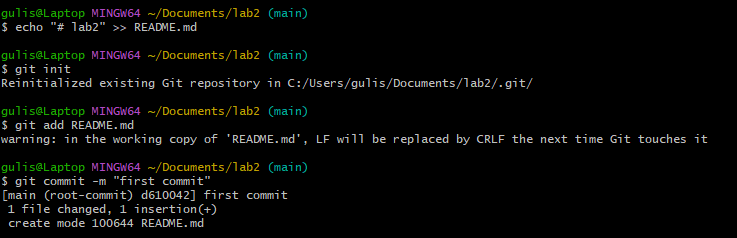 gulis@Laptop MINGW64 ~/Documents/lab2 (main)
$ echo "# lab2" >> README.md

gulis@Laptop MINGW64 ~/Documents/lab2 (main)
$ git init
Reinitialized existing Git repository in C:/Users/gulis/Documents/lab2/.git/

gulis@Laptop MINGW64 ~/Documents/lab2 (main)
$ git add README.md
warning: in the working copy of 'README.md', LF will be replaced by CRLF the next time Git touches it

gulis@Laptop MINGW64 ~/Documents/lab2 (main)
$ git commit -m "first commit"
[main (root-commit) d610042] first commit
 1 file changed, 1 insertion(+)
 create mode 100644 README.md